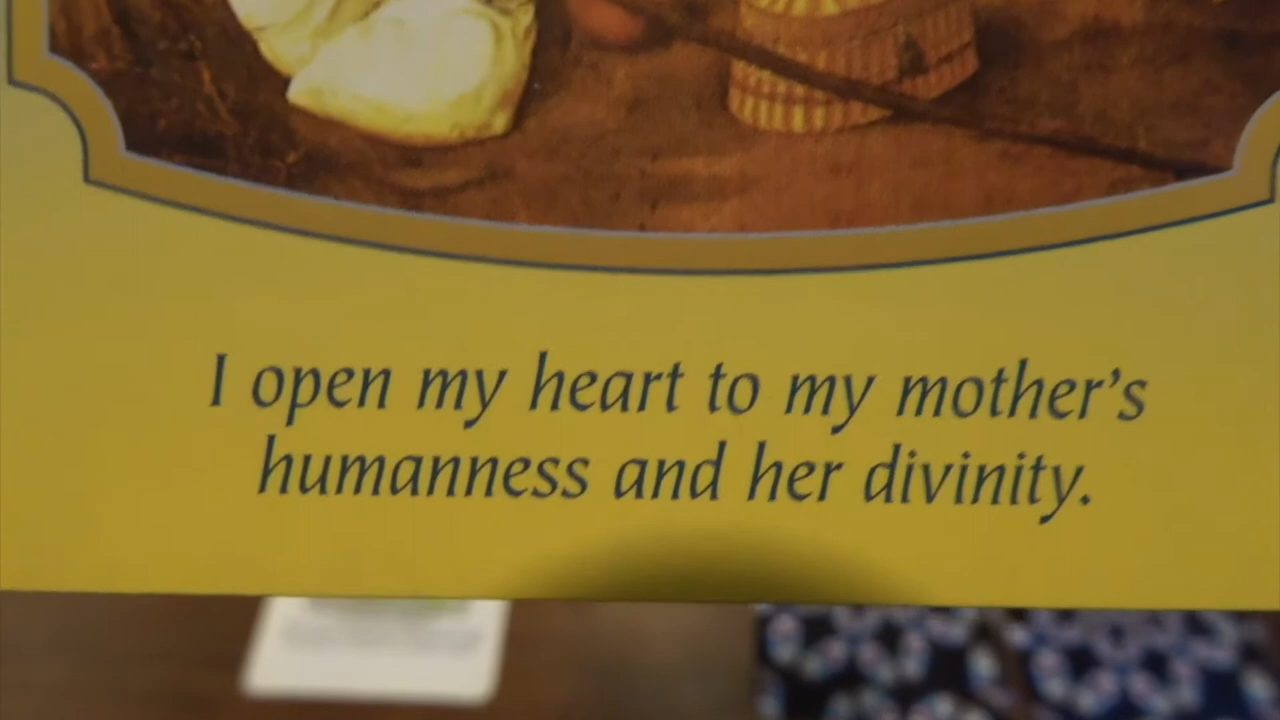 I open my heart to my mother’s
humanness and her divinity.